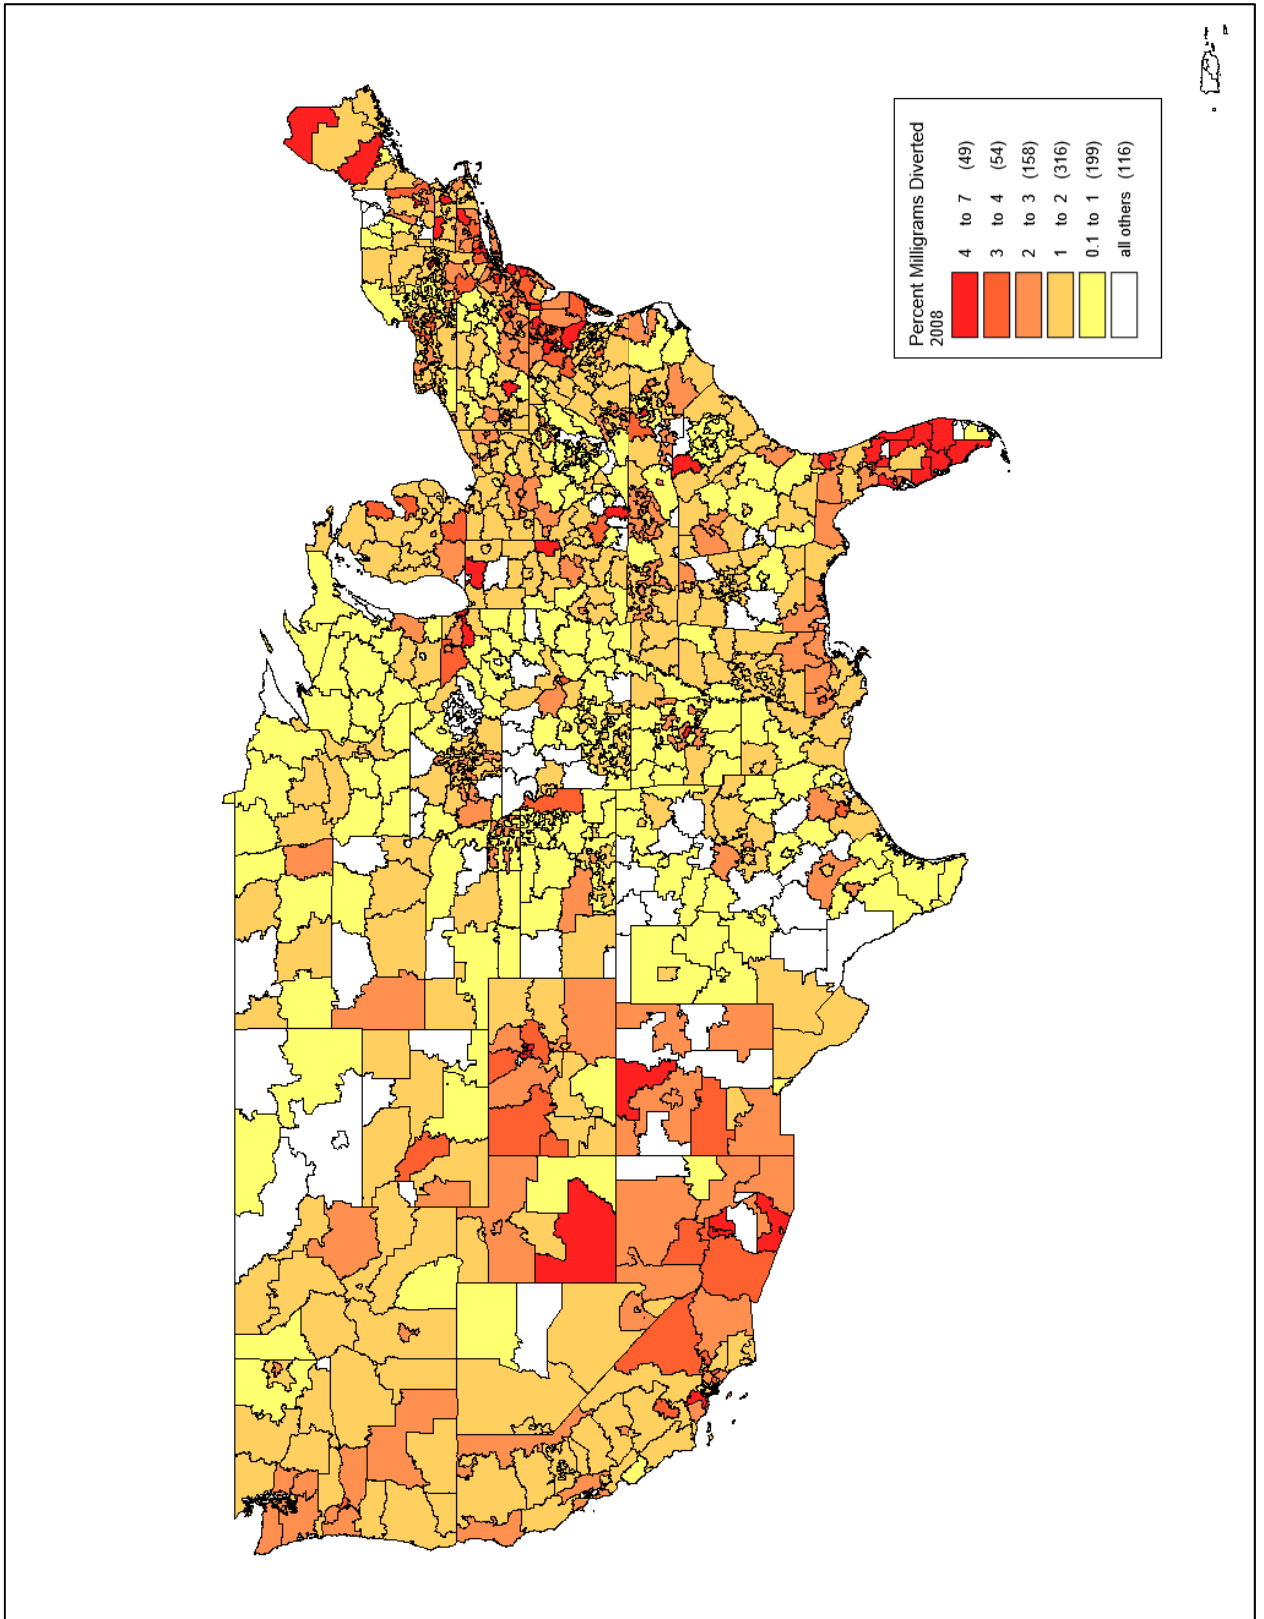 Percent Milligrams Diverted
2008
4 to 7 (49)
3 to 4 (54)
2 to 3 (158)
1 to 2 (316)
0.1 to 1 (199)
all others (116)